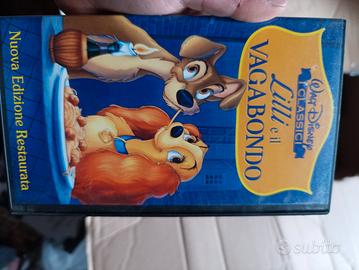 WALT DISNEY
CLASSICI
Lilli e il
VAGABONDO
Nuova Edizione Restaurata
subito